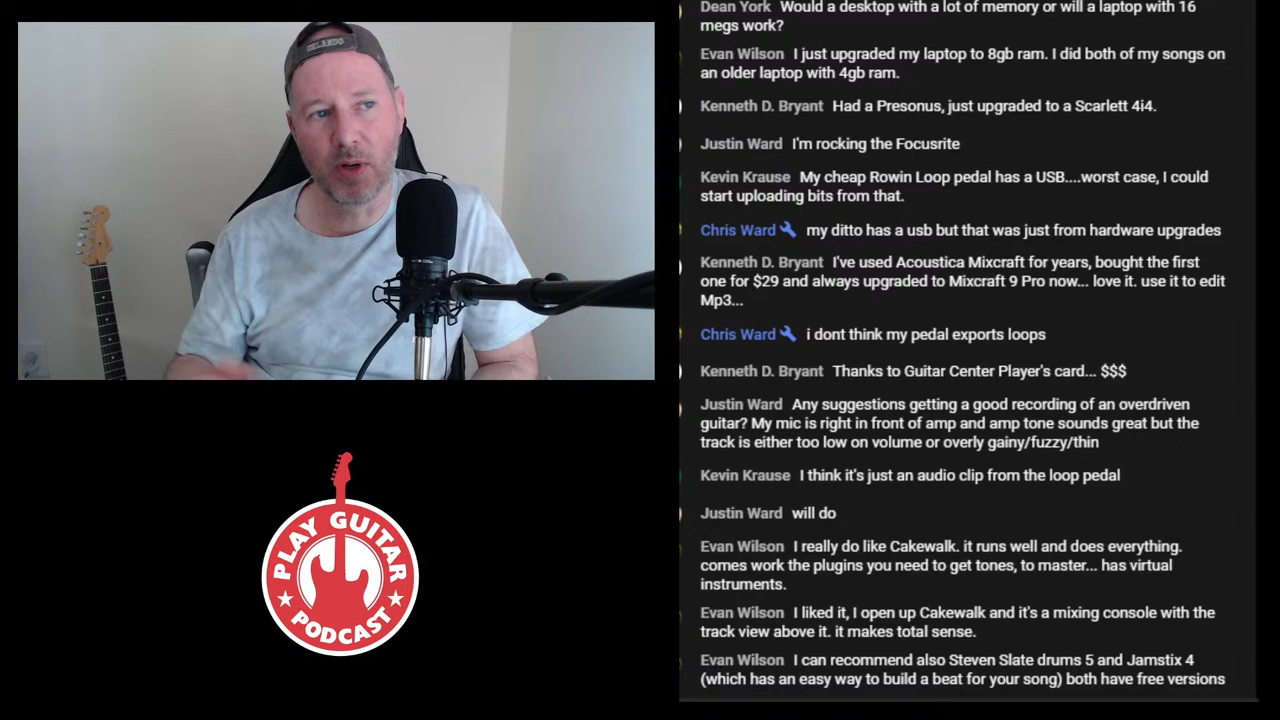 ORLANDO
PLAY GUITAR
PODCAST
Dean York Would a desktop with a lot of memory or will a laptop with 16
megs work?
Evan Wilson I just upgraded my laptop to 8gb ram. I did both of my songs on
an older laptop with 4gb ram.
Kenneth D. Bryant Had a Presonus, just upgraded to a Scarlett 4i4.
Justin Ward I'm rocking the Focusrite
Kevin Krause My cheap Rowin Loop pedal has a USB....worst case, I could
start uploading bits from that.
Chris Ward my ditto has a usb but that was just from hardware upgrades
Kenneth D. Bryant I've used Acoustica Mixcraft for years, bought the first
one for $29 and always upgraded to Mixcraft 9 Pro now... love it. use it to edit
Mp3...
Chris Ward i dont think my pedal exports loops
Kenneth D. Bryant Thanks to Guitar Center Player's card... $$$
Justin Ward Any suggestions getting a good recording of an overdriven
guitar? My mic is right in front of amp and amp tone sounds great but the
track is either too low on volume or overly gainy/fuzzy/thin
Kevin Krause I think it's just an audio clip from the loop pedal
Justin Ward will do
Evan Wilson I really do like Cakewalk. it runs well and does everything.
comes work the plugins you need to get tones, to master... has virtual
instruments.
Evan Wilson I liked it, I open up Cakewalk and it's a mixing console with the
track view above it. it makes total sense.
Evan Wilson I can recommend also Steven Slate drums 5 and Jamstix 4
(which has an easy way to build a beat for your song) both have free versions